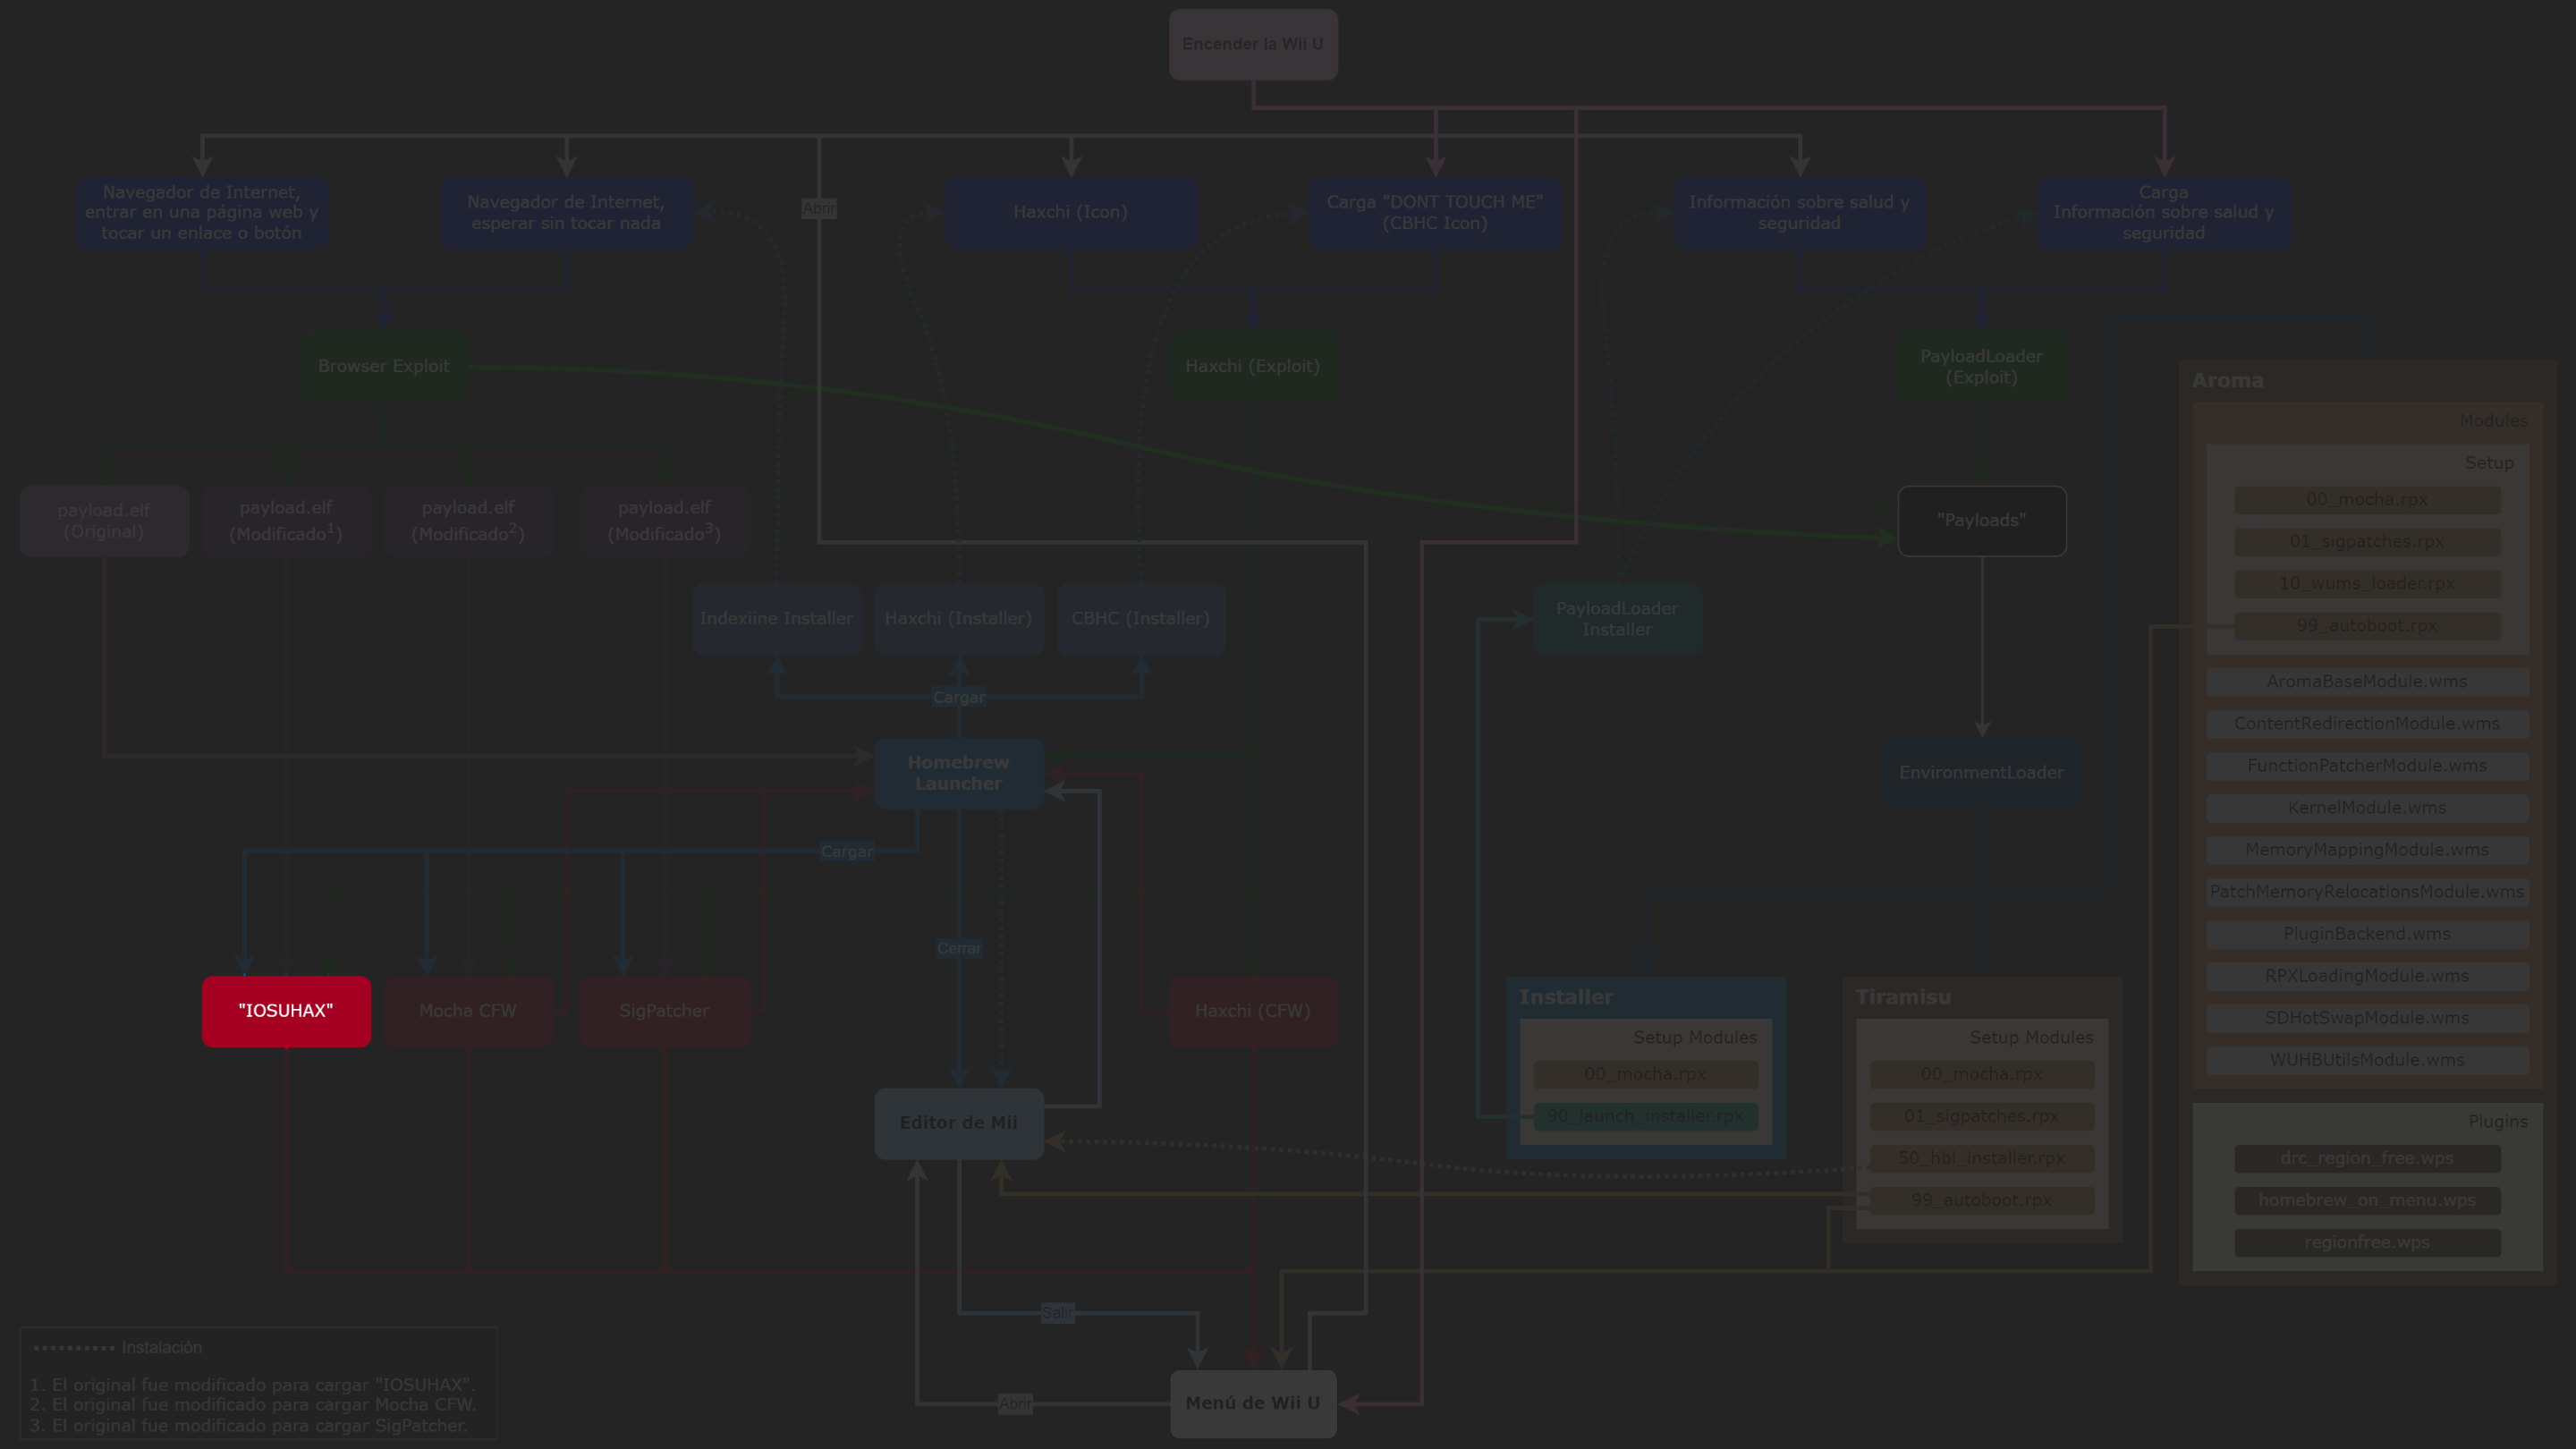 Encender la Wii U
Navegador de Internet,
entrar en una página web y
tocar un enlace o botón
Navegador de Internet,
esperar sin tocar nada
Abrir
Haxchi (Icon)
Carga "DONT TOUCH ME"
(CBHC Icon)
Información sobre salud y
seguridad
Carga
Información sobre salud y
seguridad
Browser Exploit
Haxchi (Exploit)
PayloadLoader
(Exploit)
payload.elf
(Original)
payload.elf
(Modificado1)
payload.elf
(Modificado2)
payload.elf
(Modificado3)
"Payloads"
Indexiine Installer
Haxchi (Installer)
CBHC (Installer)
PayloadLoader
Installer
Cargar
Homebrew
Launcher
EnvironmentLoader
Cargar
Cerrar
"IOSUHAX"
Mocha CFW
SigPatcher
Haxchi (CFW)
Installer
Setup Modules
00_mocha.rpx
90_launch_installer.rpx
Tiramisu
Setup Modules
00_mocha.rpx
01_sigpatches.rpx
50_hbl_installer.rpx
99_autoboot.rpx
Aroma
Modules
Setup
00_mocha.rpx
01_sigpatches.rpx
10_wums_loader.rpx
99_autoboot.rpx
AromaBaseModule.wms
ContentRedirectionModule.wms
FunctionPatcherModule.wms
KernelModule.wms
MemoryMappingModule.wms
PatchMemoryRelocationsModule.wms
PluginBackend.wms
RPXLoadingModule.wms
SDHotSwapModule.wms
WUHBUtilsModule.wms
Plugins
drc_region_free.wps
homebrew_on_menu.wps
regionfree.wps
Editor de Mii
Salir
Abrir
Menú de Wii U
Instalación
1. El original fue modificado para cargar "IOSUHAX".
2. El original fue modificado para cargar Mocha CFW.
3. El original fue modificado para cargar SigPatcher.